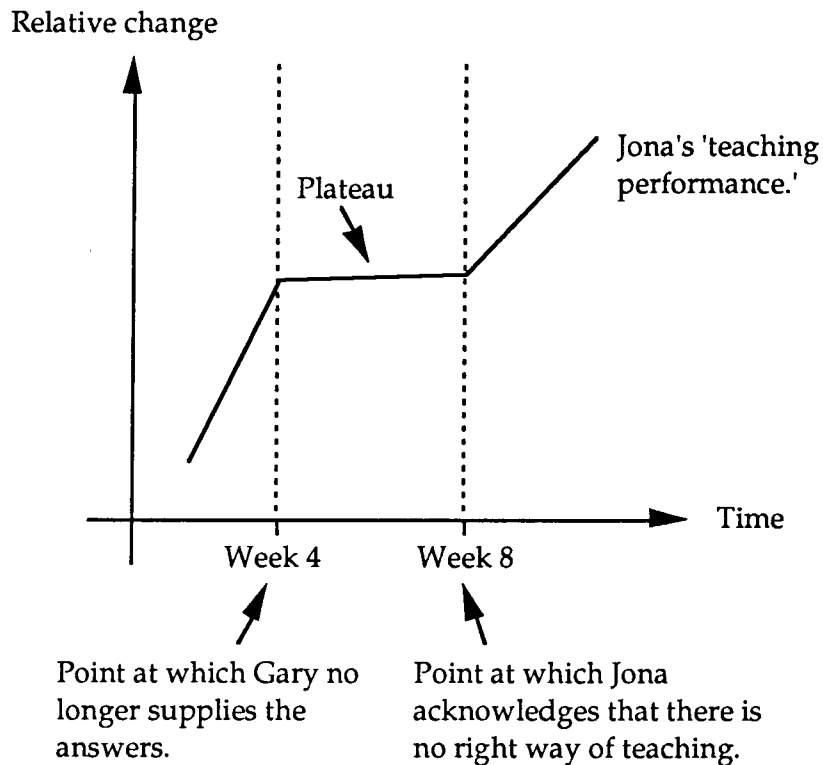 Relative change
Jona's 'teaching
performance.'
Plateau
Time
Week 4
Week 8
Point at which Gary no
longer supplies the
answers.
Point at which Jona
acknowledges that there is
no right way of teaching.